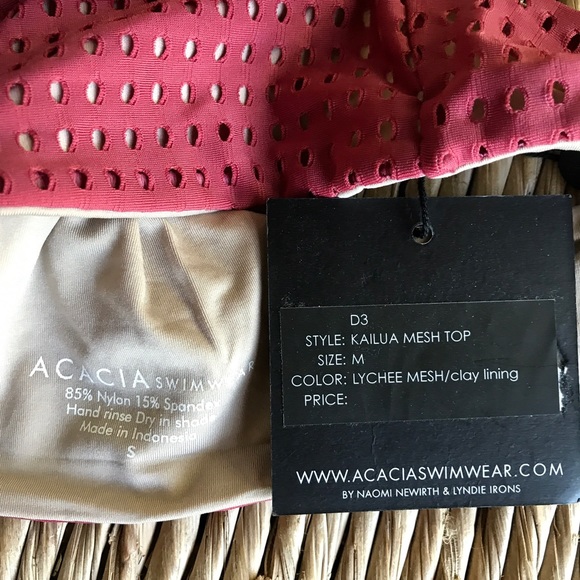 ACACIA SWIMWEAR
85% Nylon 15% Spandex
Hand rinse Dry in shade
Made in Indonesia
S
D3
STYLE: KAILUA MESH TOP
SIZE: M
COLOR: LYCHEE MESH/clay lining
PRICE:
WWW.ACACIASWIMWEAR.COM
BY NAOMI NEWIRTH & LYNDIE IRONS